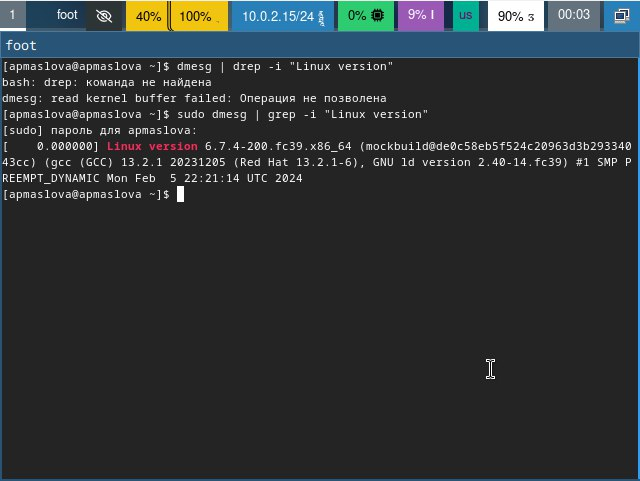 1 foot 40% 100% 10.0.2.15/24 0% 9% us 90% 00:03
foot
[apmaslova@apmaslova ~]$ dmesg | drep -i "Linux version"
bash: drep: команда не найдена
dmesg: read kernel buffer failed: Операция не позволена
[apmaslova@apmaslova ~]$ sudo dmesg | grep -i "Linux version"
[sudo] пароль для apmaslova:
[    0.000000] Linux version 6.7.4-200.fc39.x86_64 (mockbuild@de0c58eb5f524c20963d3b293340
43cc) (gcc (GCC) 13.2.1 20231205 (Red Hat 13.2.1-6), GNU ld version 2.40-14.fc39) #1 SMP P
REEMPT_DYNAMIC Mon Feb  5 22:21:14 UTC 2024
[apmaslova@apmaslova ~]$